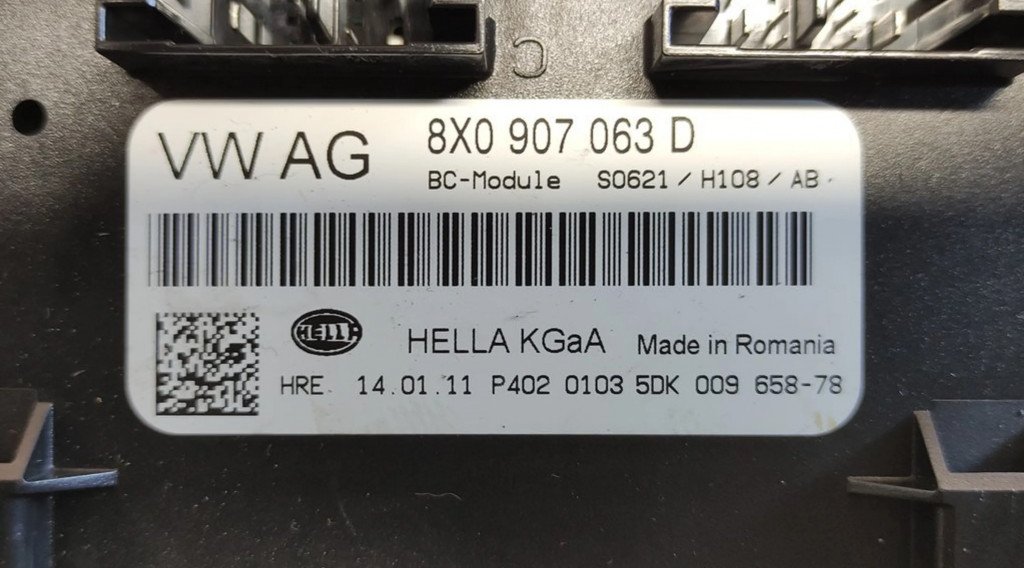 C
VW AG
8X0 907 063 D
BC-Module S0621 / H108 / AB
HELLA
HELLA KGaA Made in Romania
HRE 14.01.11 P402 0103 5DK 009 658-78